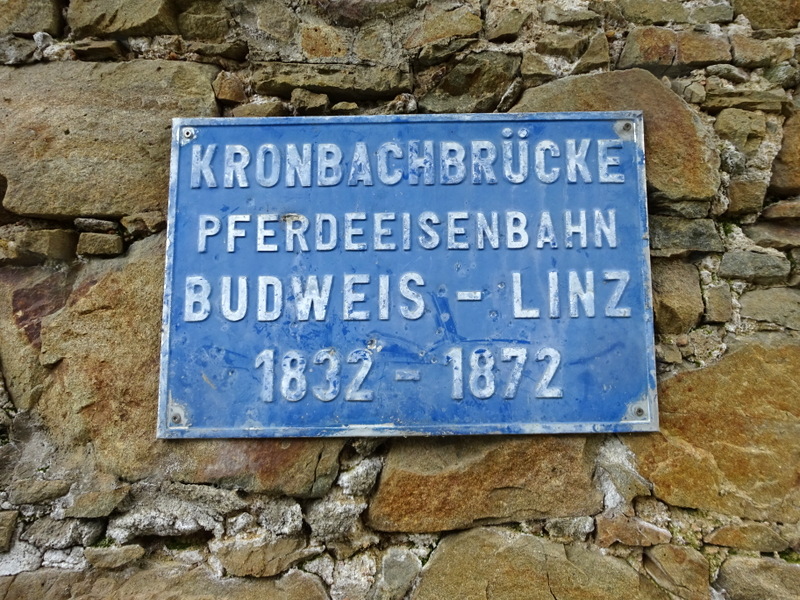 KRONBACHBRÜCKE
PFERDEEISENBAHN
BUDWEIS - LINZ
1832 - 1872